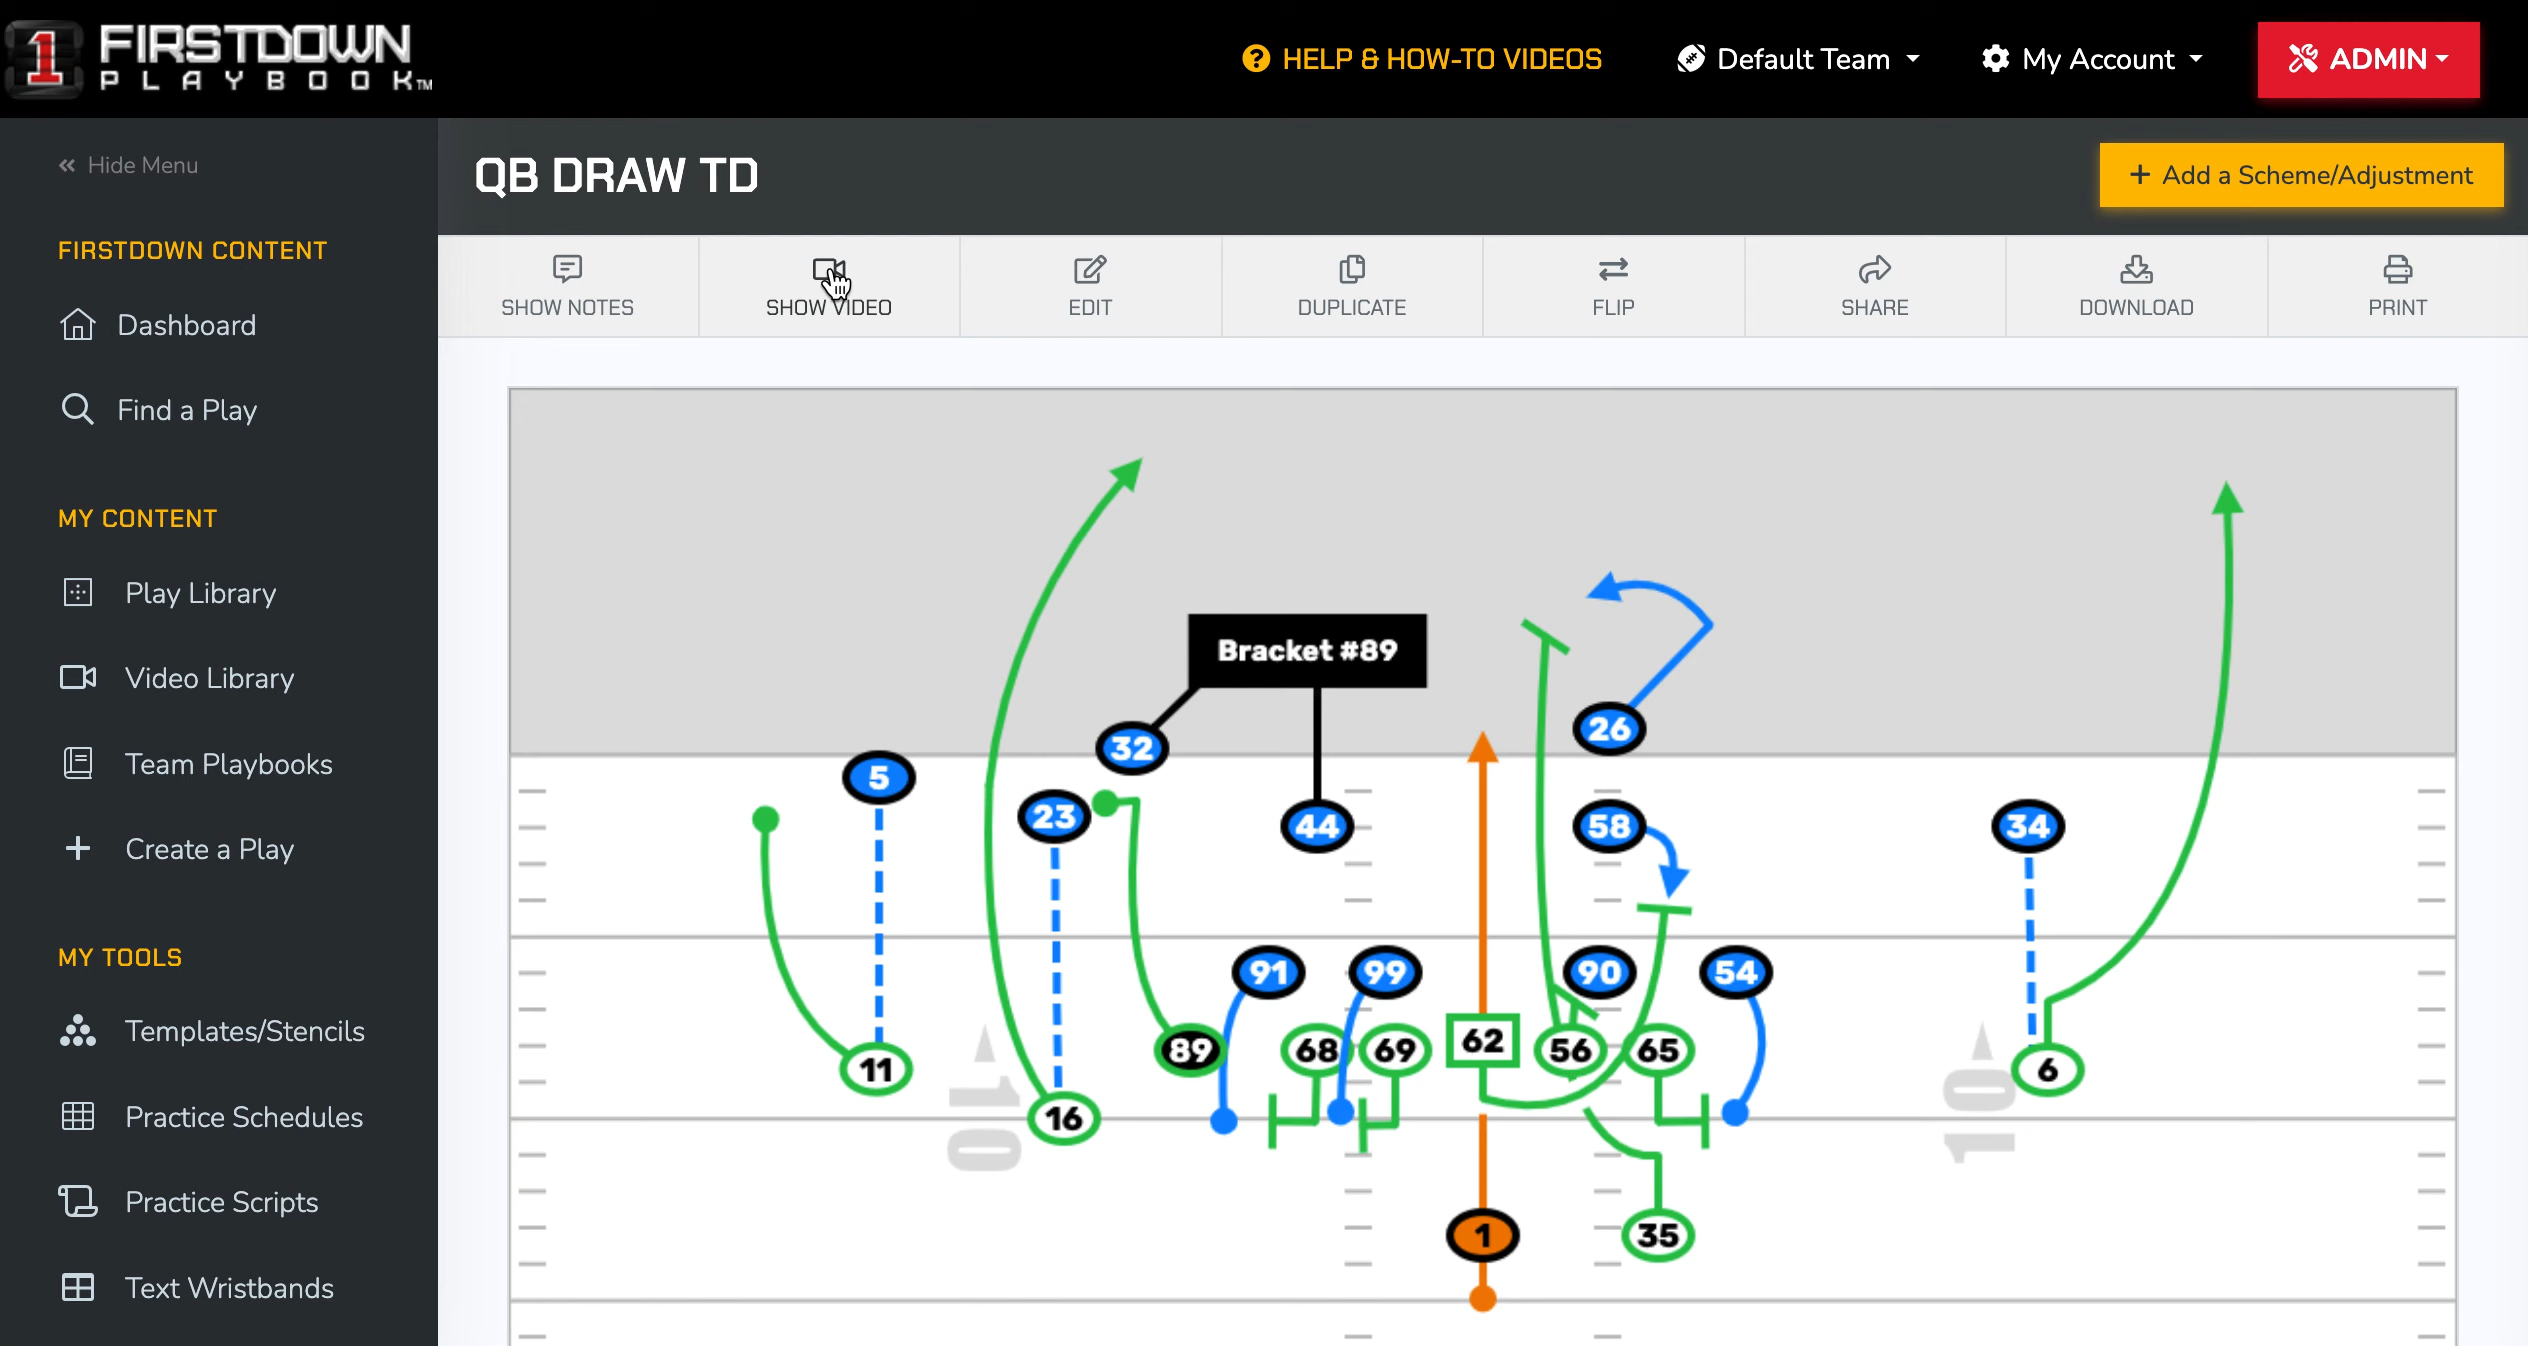 1 FIRSTDOWN
PLAYBOOK™
HELP & HOW-TO VIDEOS
Default Team
My Account
ADMIN
Hide Menu
QB DRAW TD
+ Add a Scheme/Adjustment
FIRSTDOWN CONTENT
SHOW NOTES
SHOW VIDEO
EDIT
DUPLICATE
FLIP
SHARE
DOWNLOAD
PRINT
Dashboard
Find a Play
MY CONTENT
Play Library
Video Library
Team Playbooks
Create a Play
MY TOOLS
Templates/Stencils
Practice Schedules
Practice Scripts
Text Wristbands
Bracket #89
26
32
5
23
44
58
34
91
99
90
54
62
89
68
69
56
65
11
6
16
10
10
1
35